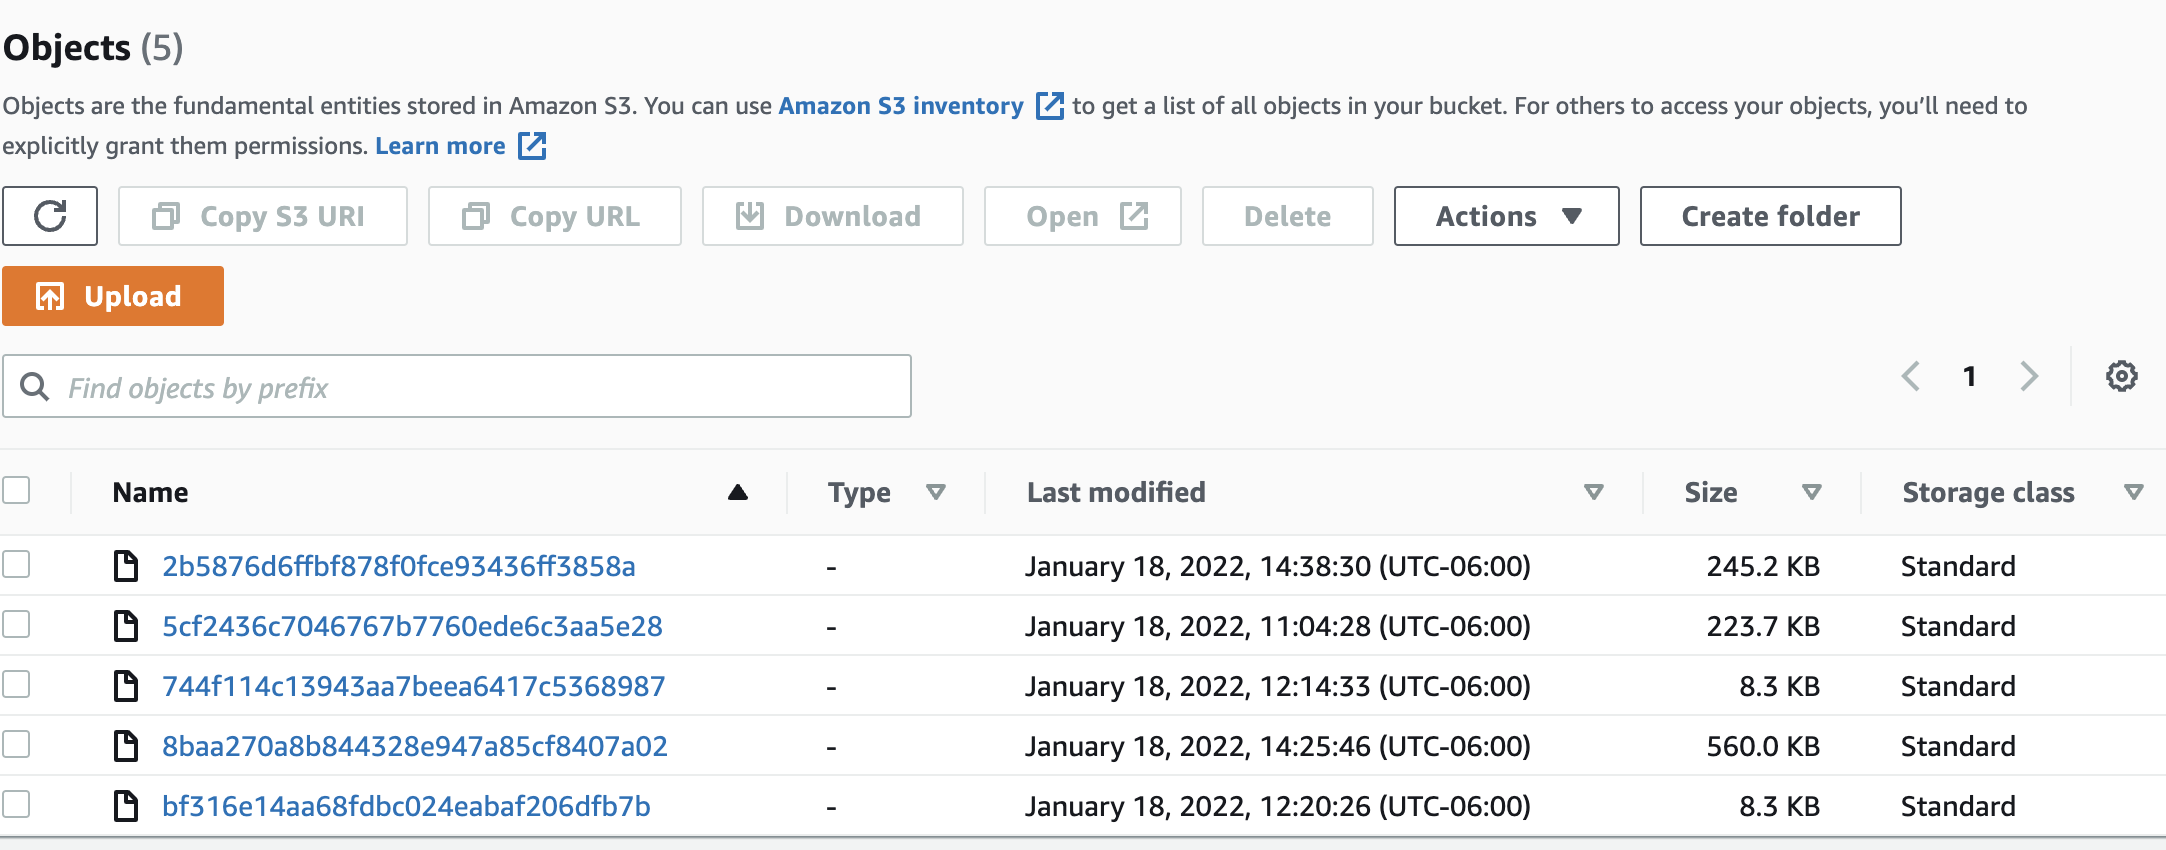 Objects (5)
Objects are the fundamental entities stored in Amazon S3. You can use Amazon S3 inventory to get a list of all objects in your bucket. For others to access your objects, you’ll need to
explicitly grant them permissions. Learn more
Copy S3 URI Copy URL Download Open Delete Actions Create folder
Upload
Find objects by prefix 1
Name Type Last modified Size Storage class
2b5876d6ffbf878f0fce93436ff3858a - January 18, 2022, 14:38:30 (UTC-06:00) 245.2 KB Standard
5cf2436c7046767b7760ede6c3aa5e28 - January 18, 2022, 11:04:28 (UTC-06:00) 223.7 KB Standard
744f114c13943aa7beea6417c5368987 - January 18, 2022, 12:14:33 (UTC-06:00) 8.3 KB Standard
8baa270a8b844328e947a85cf8407a02 - January 18, 2022, 14:25:46 (UTC-06:00) 560.0 KB Standard
bf316e14aa68fdbc024eabaf206dfb7b - January 18, 2022, 12:20:26 (UTC-06:00) 8.3 KB Standard